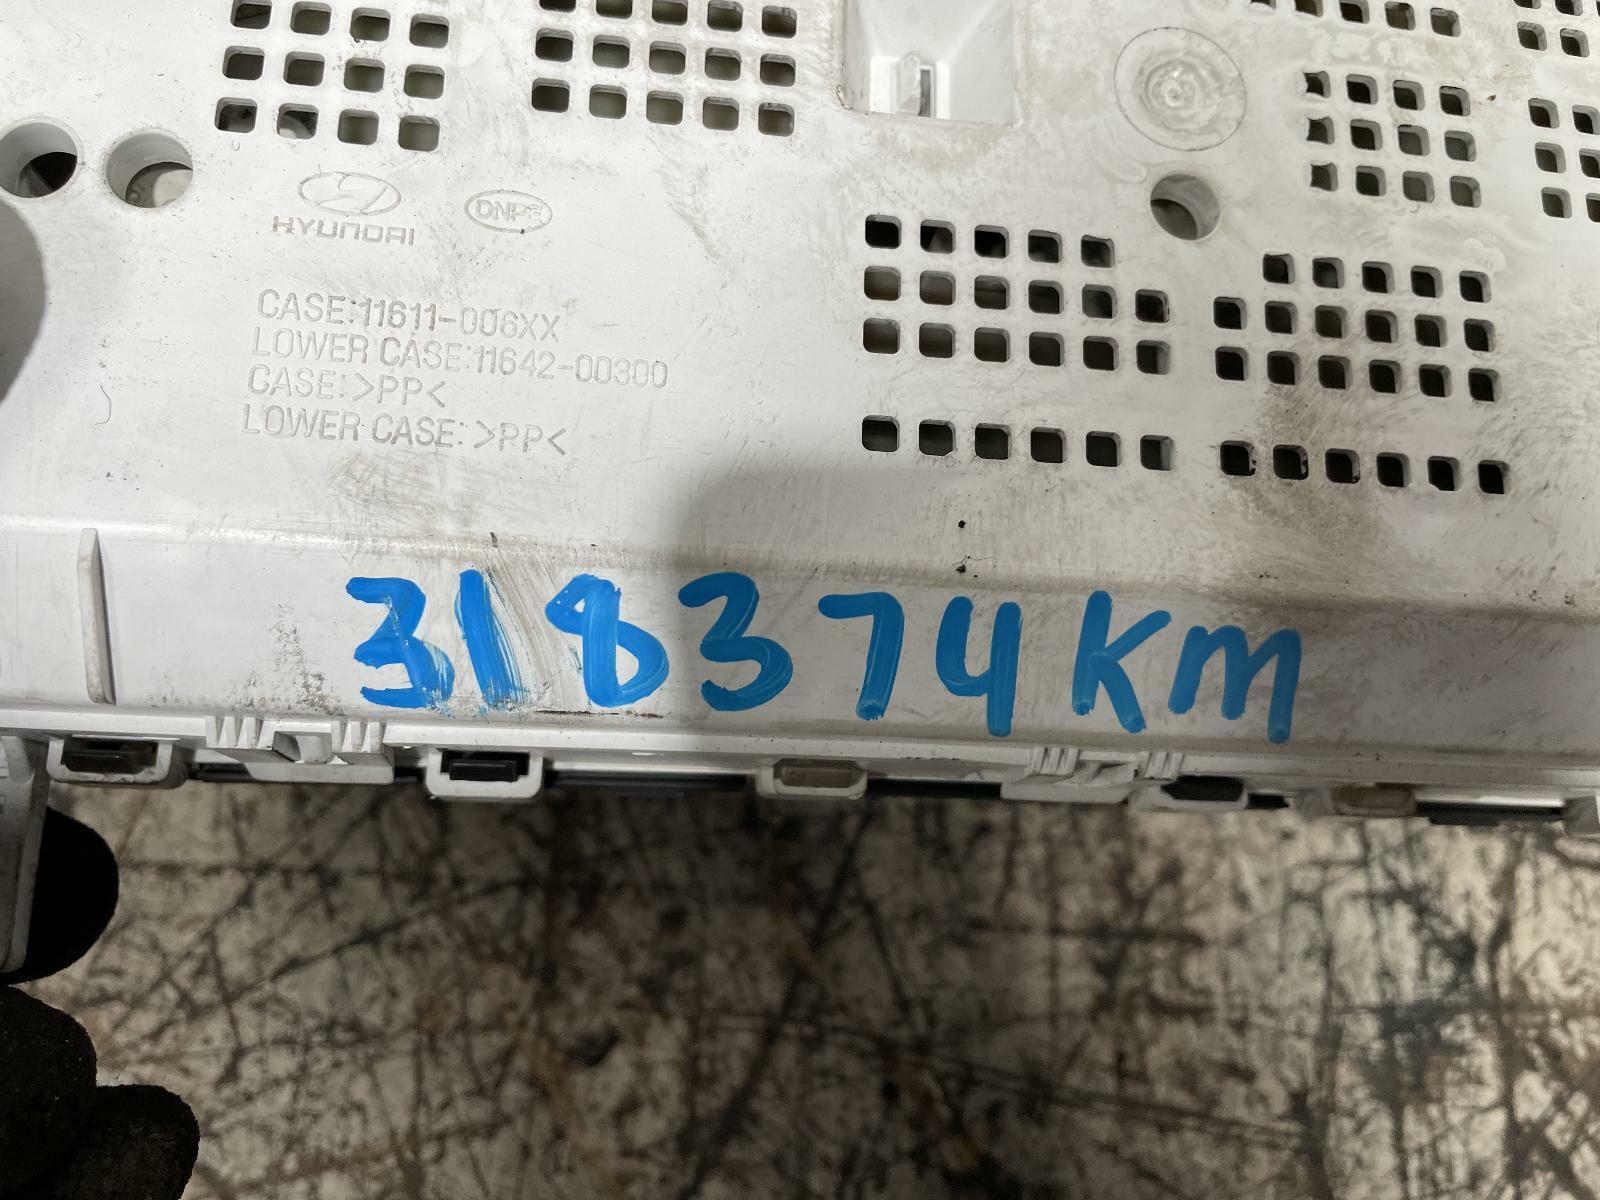 HYUNDAI
DNPE
CASE:11611-006XX
LOWER CASE:11642-00300
CASE:>PP<
LOWER CASE:>PP<
318374KM